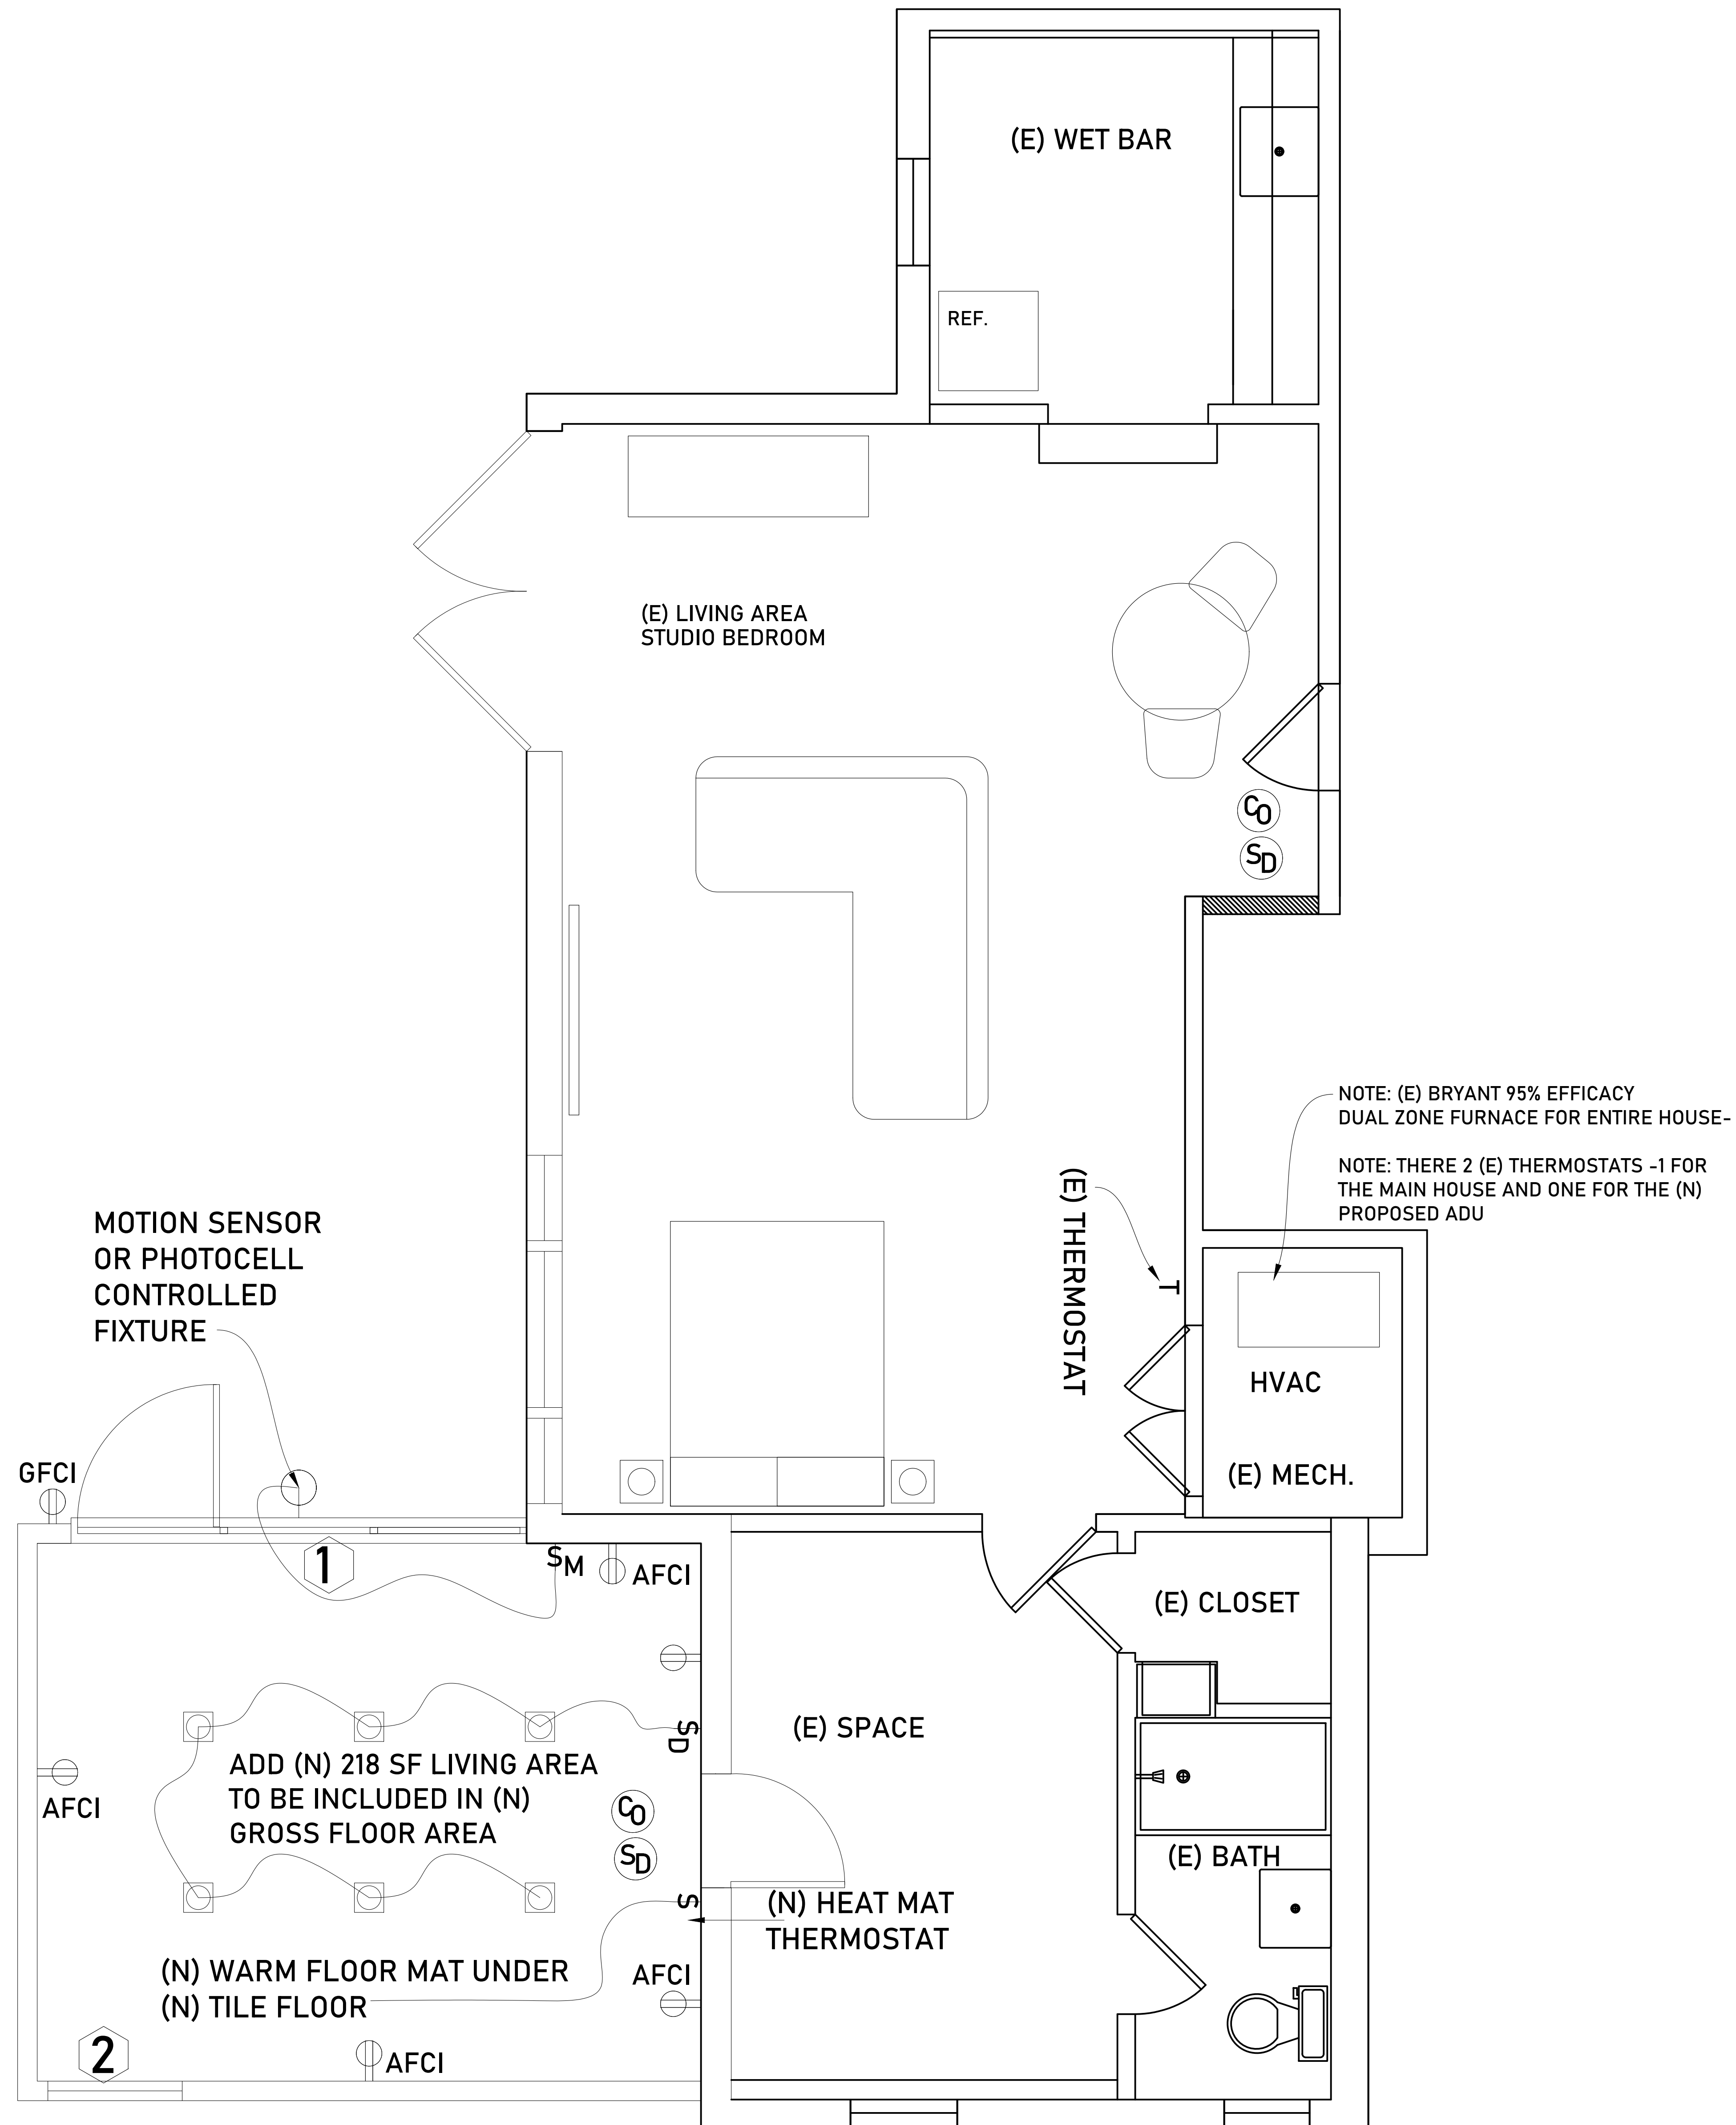 (E) WET BAR
REF.
(E) LIVING AREA
STUDIO BEDROOM
CO
SD
NOTE: (E) BRYANT 95% EFFICACY
DUAL ZONE FURNACE FOR ENTIRE HOUSE-
NOTE: THERE 2 (E) THERMOSTATS -1 FOR
THE MAIN HOUSE AND ONE FOR THE (N)
PROPOSED ADU
(E) THERMOSTAT
T
MOTION SENSOR
OR PHOTOCELL
CONTROLLED
FIXTURE
HVAC
(E) MECH.
GFCI
1
SM
AFCI
(E) CLOSET
(E) SPACE
SD
ADD (N) 218 SF LIVING AREA
TO BE INCLUDED IN (N)
GROSS FLOOR AREA
AFCI
CO
SD
(E) BATH
S
(N) HEAT MAT
THERMOSTAT
(N) WARM FLOOR MAT UNDER
(N) TILE FLOOR
AFCI
2
AFCI